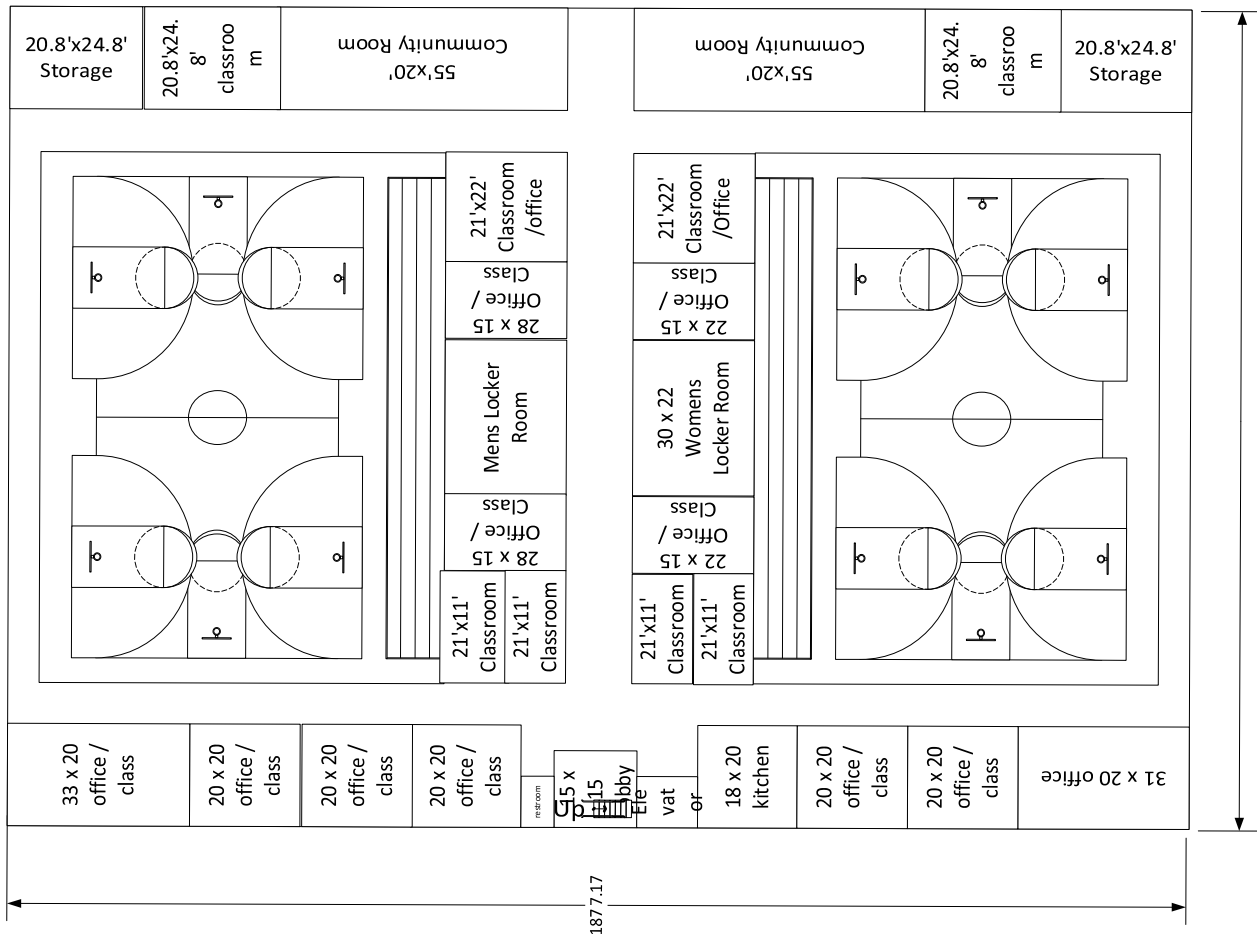 20.8'x24.8'
Storage
20.8'x24.
8'
classroo
m
55'x20'
Community Room
55'x20'
Community Room
20.8'x24.
8'
classroo
m
20.8'x24.8'
Storage
21'x22'
Classroom
/office
28 x 15
Office /
Class
Mens Locker
Room
28 x 15
Office /
Class
21'x11'
Classroom
21'x11'
Classroom
21'x22'
Classroom
/Office
22 x 15
Office /
Class
30 x 22
Womens
Locker Room
22 x 15
Office /
Class
21'x11'
Classroom
21'x11'
Classroom
33 x 20
office /
class
20 x 20
office /
class
20 x 20
office /
class
20 x 20
office /
class
restroom
Up
15 x
15
Ele
vat
or
18 x 20
kitchen
20 x 20
office /
class
20 x 20
office /
class
31 x 20 office
1877.17